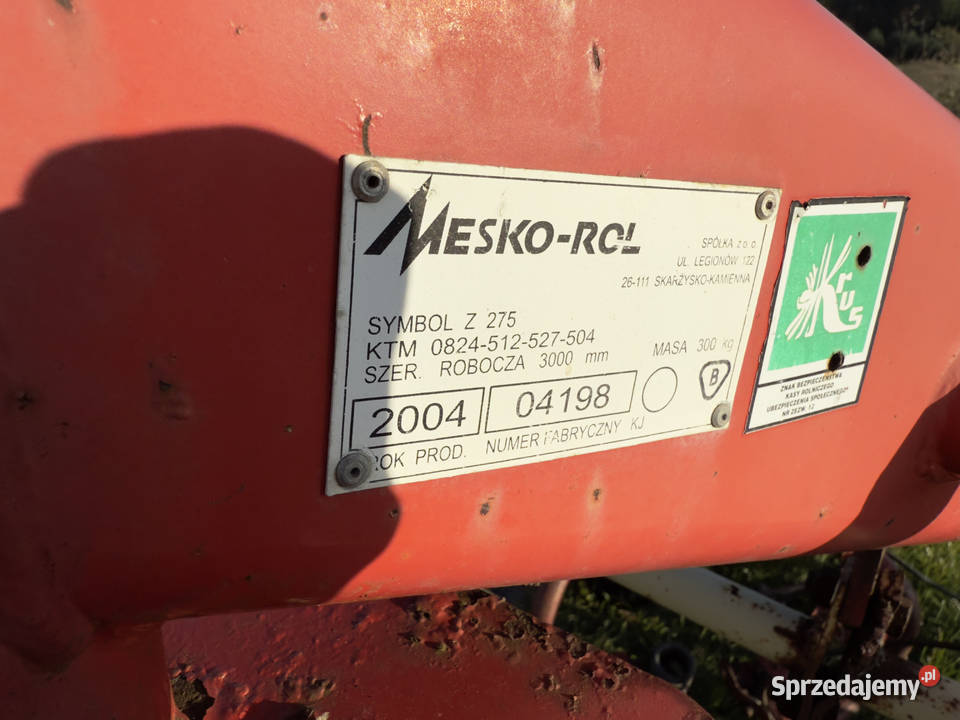 MESKO-ROL
SPÓŁKA z o. o.
UL. LEGIONÓW 122
26-111 SKARŻYSKO-KAMIENNA
SYMBOL Z 275
KTM 0824-512-527-504
SZER. ROBOCZA 3000 mm
MASA 300 kg
2004
04198
B
ROK PROD.
NUMER FABRYCZNY
KJ
Krus
ZNAK BEZPIECZEŃSTWA
KASY ROLNICZEGO
UBEZPIECZENIA SPOŁECZNEGO
Sprzedajemy.pl